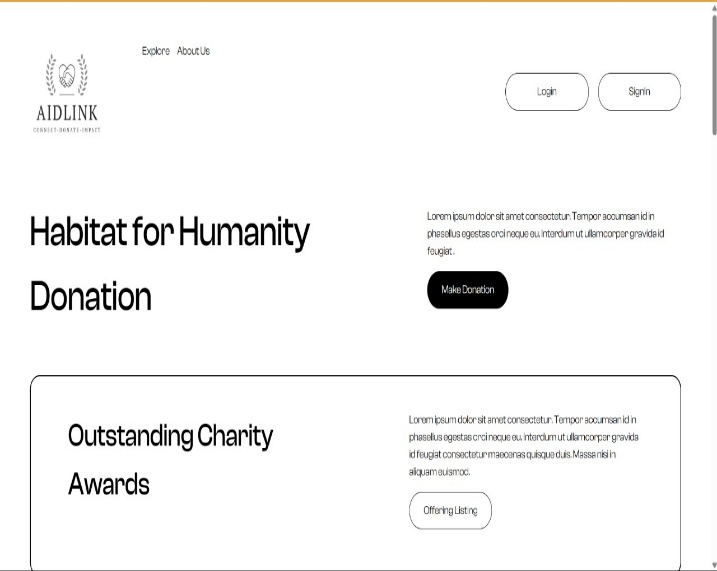 Explore About Us
AIDLINK
CONNECT·DONATE·IMPACT
Login
SignIn
Habitat for Humanity
Donation
Lorem ipsum dolor sit amet consectetur. Tempor accumsan id in
phasellus egestas orci neque eu. Interdum ut ullamcorper gravida id
feugiat .
Make Donation
Outstanding Charity
Awards
Lorem ipsum dolor sit amet consectetur. Tempor accumsan id in
phasellus egestas orci neque eu. Interdum ut ullamcorper gravida
id feugiat consectetur maecenas quisque duis. Massa nisi in
aliquam euismod.
Offering Listing